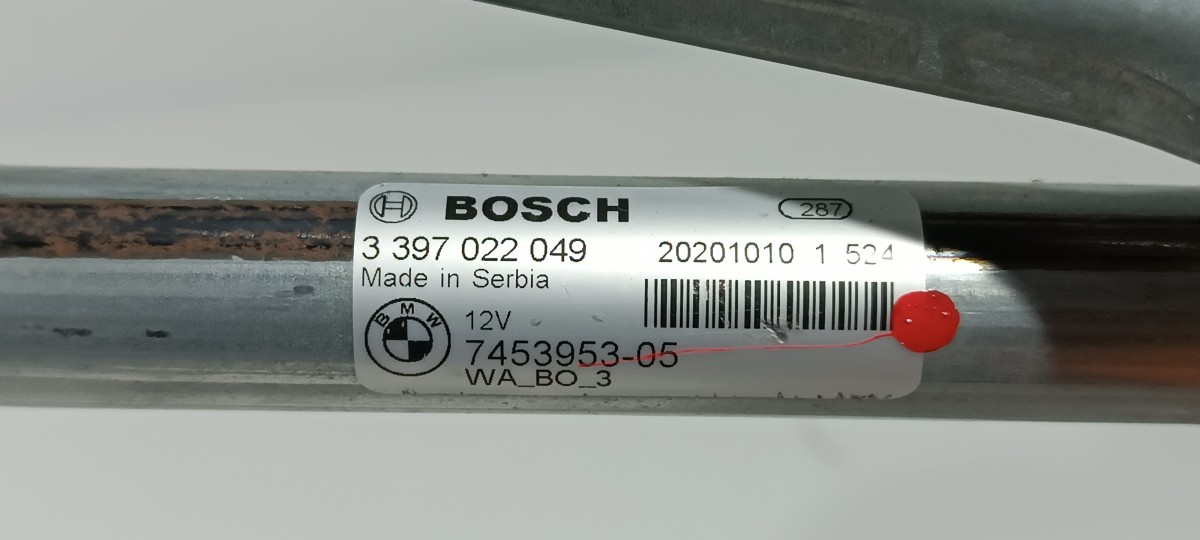 BOSCH 287
3 397 022 049 20201010 1 524
Made in Serbia
BMW 12V
7453953-05
WA_BO_3